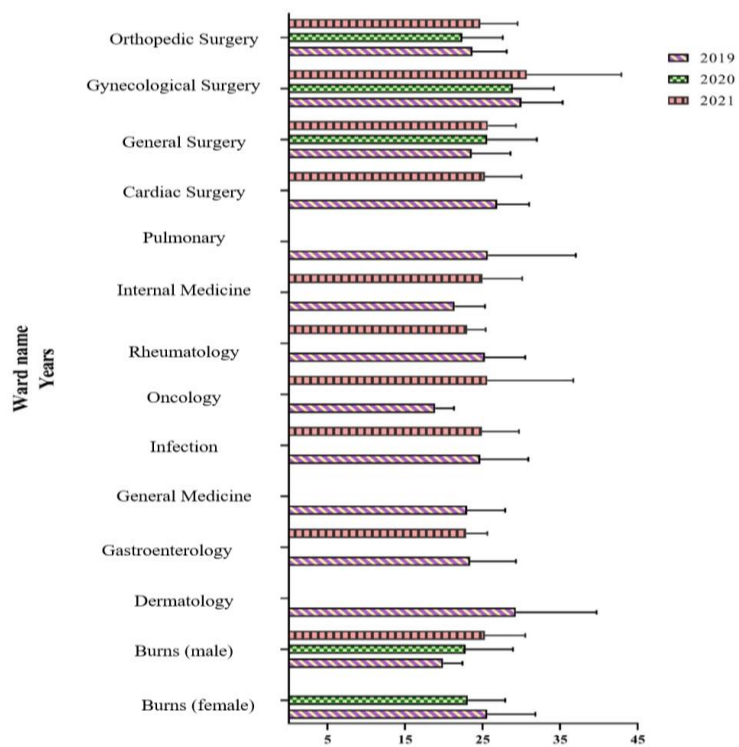 Orthopedic Surgery
Gynecological Surgery
General Surgery
Cardiac Surgery
Pulmonary
Internal Medicine
Rheumatology
Oncology
Infection
General Medicine
Gastroenterology
Dermatology
Burns (male)
Burns (female)
Ward name
Years
5 15 25 35 45
2019
2020
2021